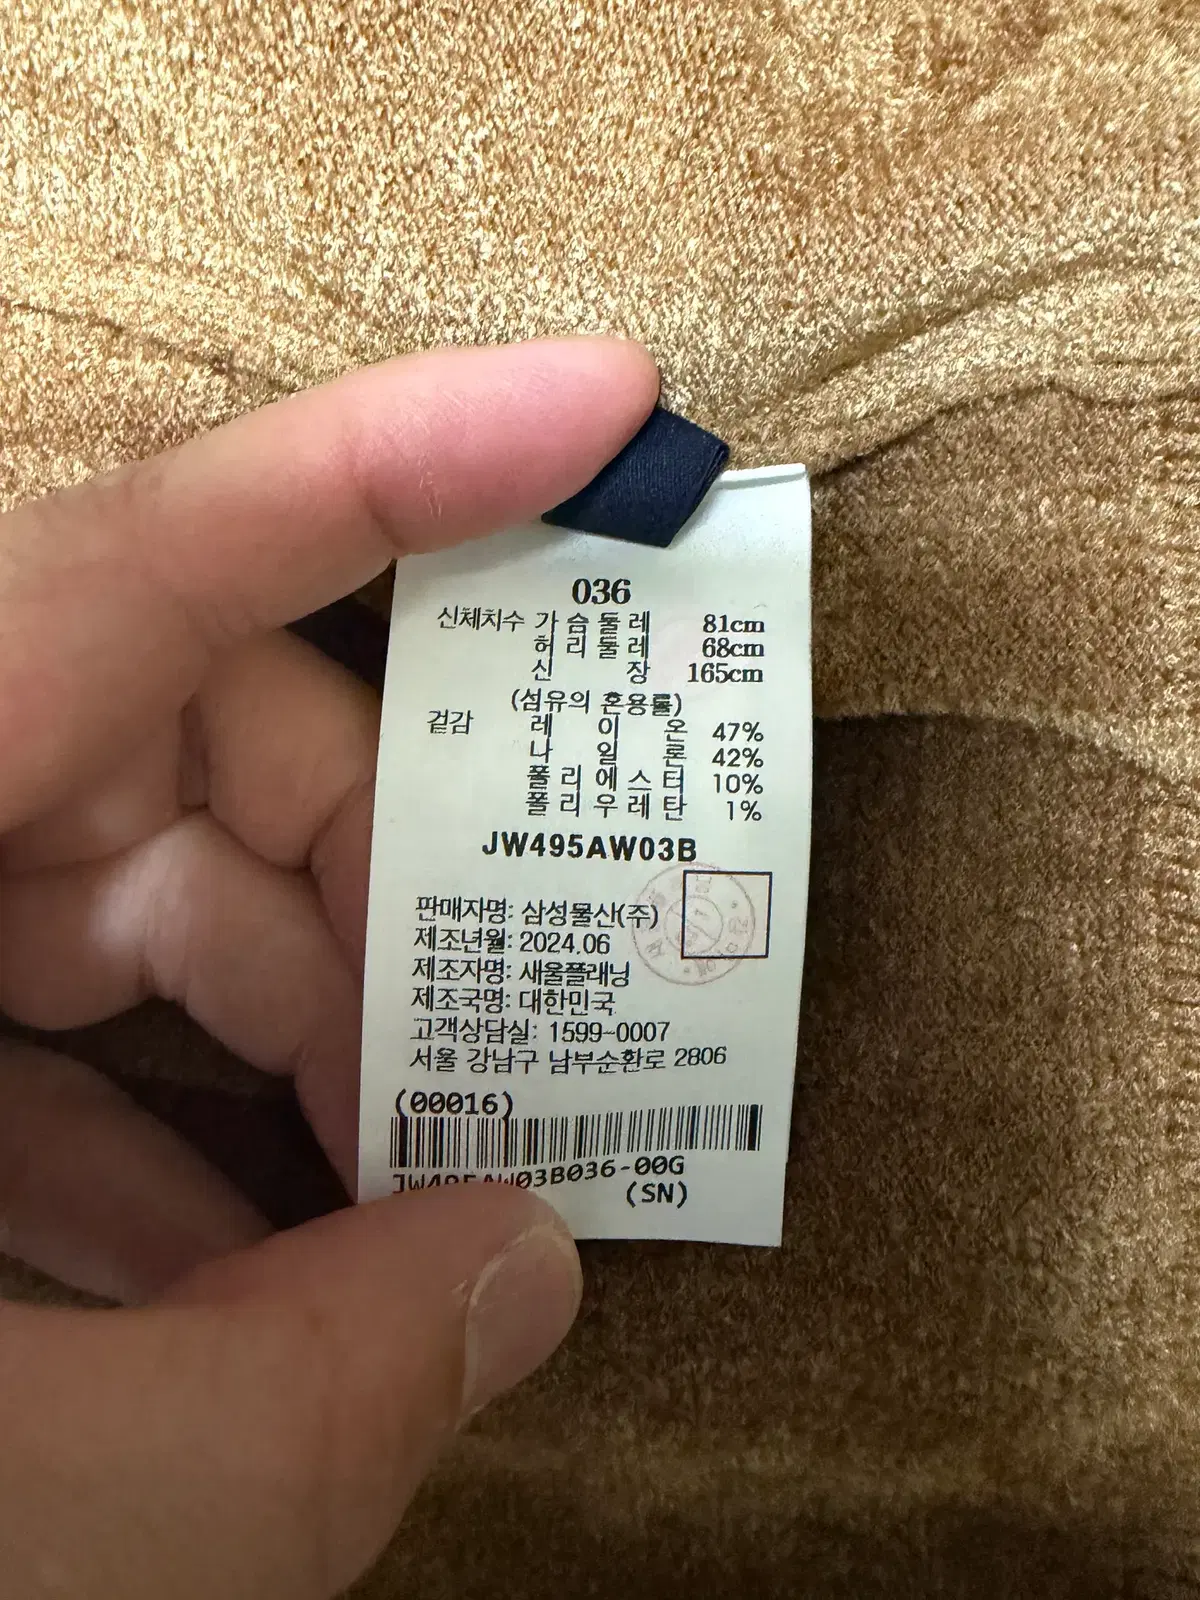 036
신체치수 가슴둘레 81cm
허리둘레 68cm
신장 165cm
(섬유의 혼용률)
겉감 레이온 47%
나일론 42%
폴리에스터 10%
폴리우레탄 1%
JW495AW03B
판매자명: 삼성물산(주)
제조년월: 2024.06
제조자명: 새울플래닝
제조국명: 대한민국
고객상담실: 1599-0007
서울 강남구 남부순환로 2806
(00016)
JW495AW03B036-00G
(SN)